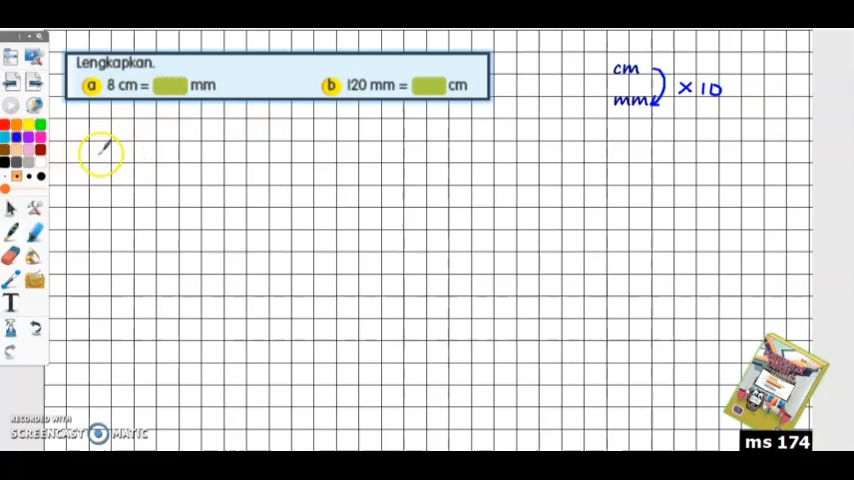 Lengkapkan.
a 8 cm = mm
b 120 mm = cm
cm
mm
× 10
T
RECORDED WITH
SCREENCAST MATIC
ms 174